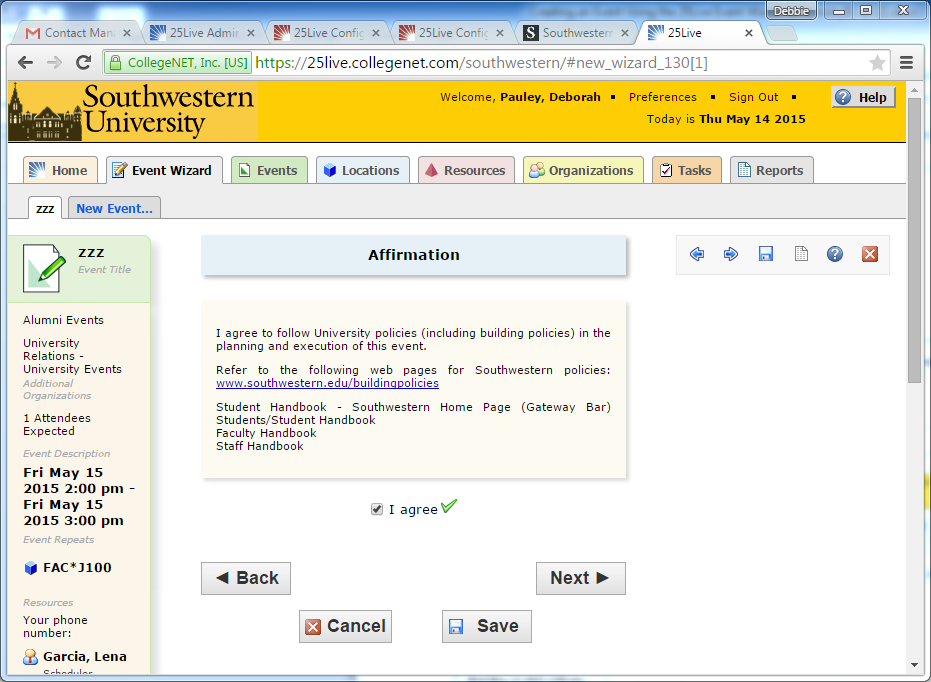 Debbie
Contact Man
25Live Admin
25Live Config
25Live Config
Southwestern
25Live
CollegeNET, Inc. [US]
https://25live.collegenet.com/southwestern/#new_wizard_130[1]
Southwestern
University
Welcome, Pauley, Deborah
Preferences
Sign Out
Help
Today is Thu May 14 2015
Home
Event Wizard
Events
Locations
Resources
Organizations
Tasks
Reports
zzz
New Event...
zzz
Event Title
Alumni Events
University
Relations -
University Events
Additional
Organizations
1 Attendees
Expected
Event Description
Fri May 15
2015 2:00 pm -
Fri May 15
2015 3:00 pm
Event Repeats
FAC*J100
Resources
Your phone
number:
Garcia, Lena
Scheduler
Affirmation
I agree to follow University policies (including building policies) in the
planning and execution of this event.
Refer to the following web pages for Southwestern policies:
www.southwestern.edu/buildingpolicies
Student Handbook - Southwestern Home Page (Gateway Bar)
Students/Student Handbook
Faculty Handbook
Staff Handbook
I agree
Back
Next
Cancel
Save